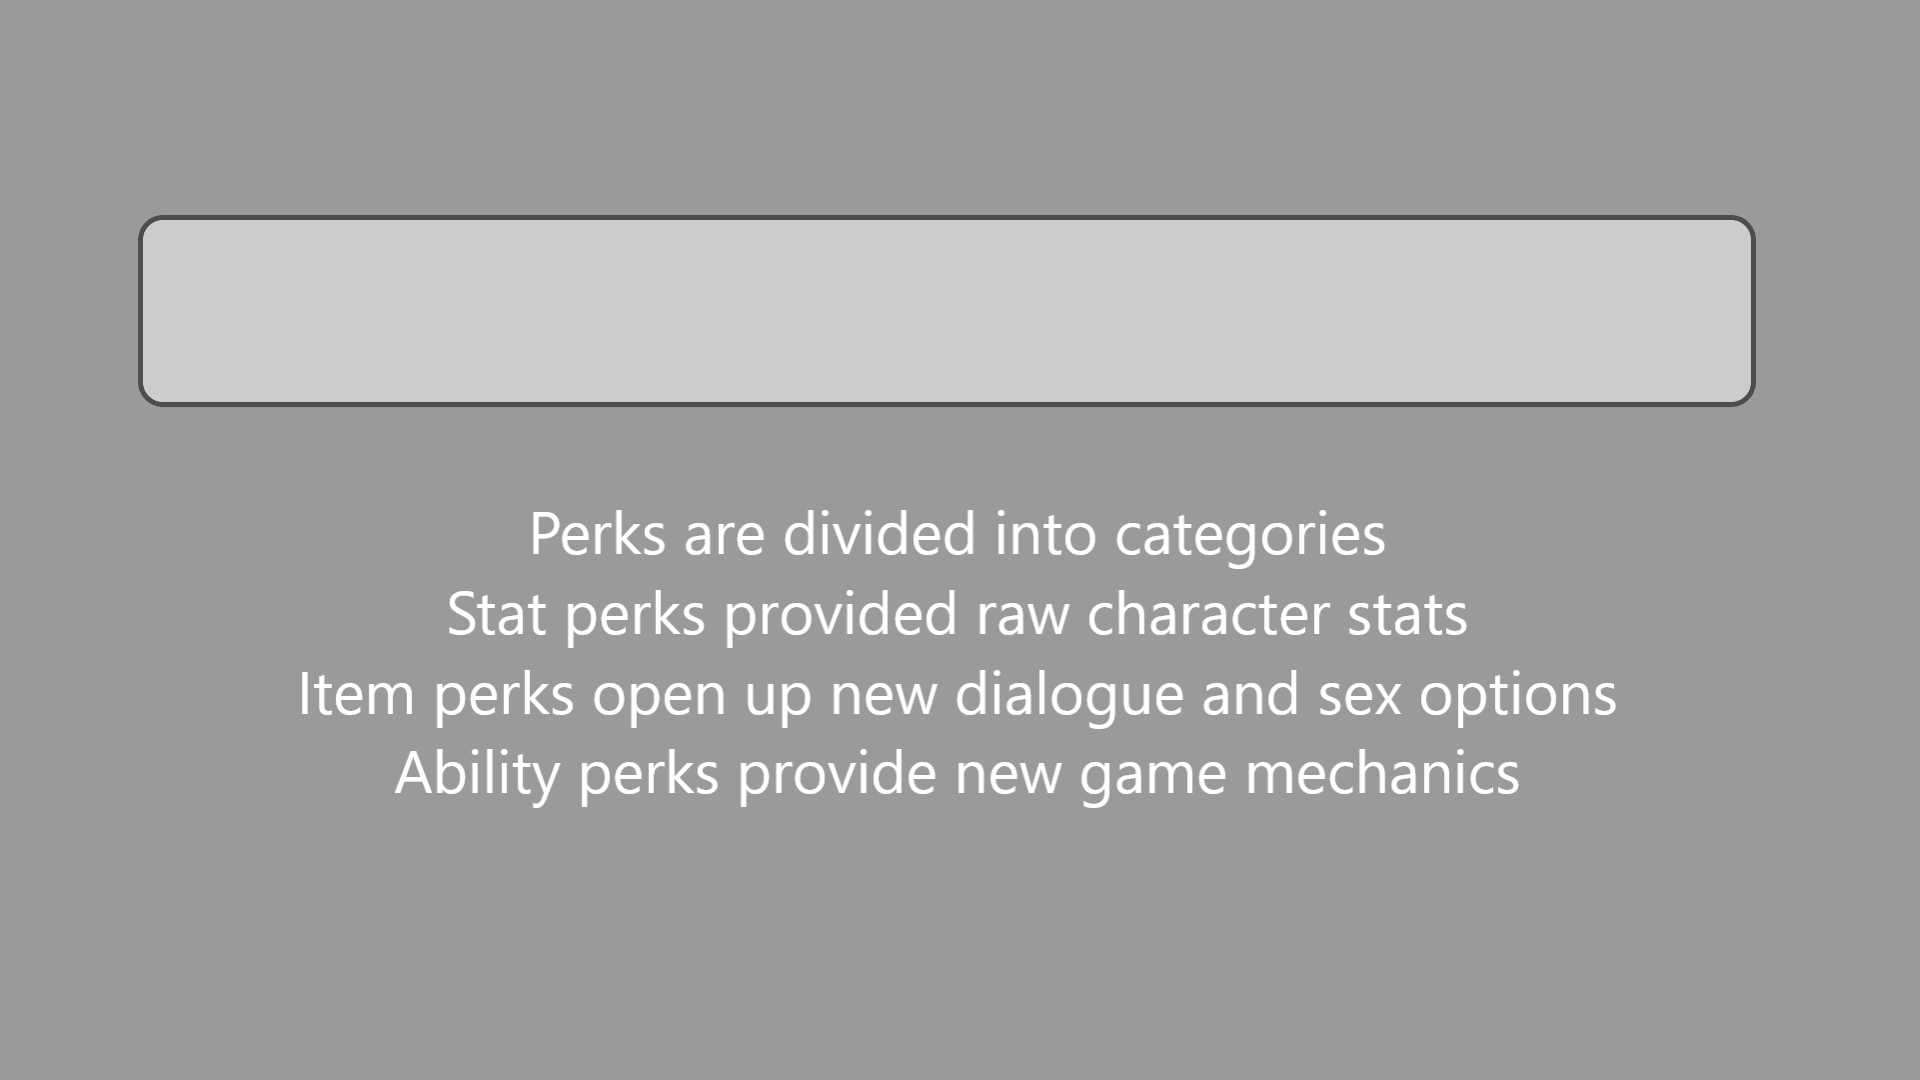 Perks are divided into categories
Stat perks provided raw character stats
Item perks open up new dialogue and sex options
Ability perks provide new game mechanics